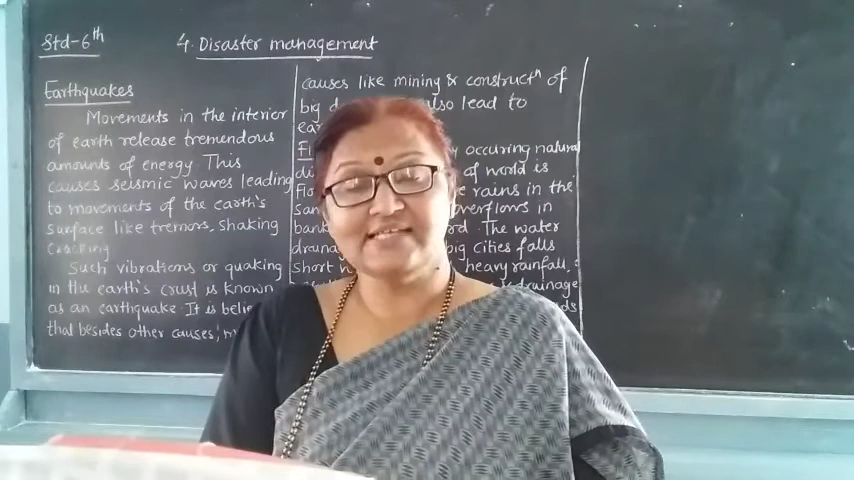 Std-6th
4. Disaster management
Earthquakes
Movements in the interior
of earth release tremendous
amounts of energy. This
causes seismic waves leading
to movements of the earth's
surface like tremors, shaking
Cracking
Such vibrations or quaking
in the earth's crust is known
as an earthquake. It is
that besides other causes,
causes like mining & constructn of
big also lead to
occuring natural
of world is
rains in the
overflows in
The water
big cities falls
short heavy rainfall,
drainage